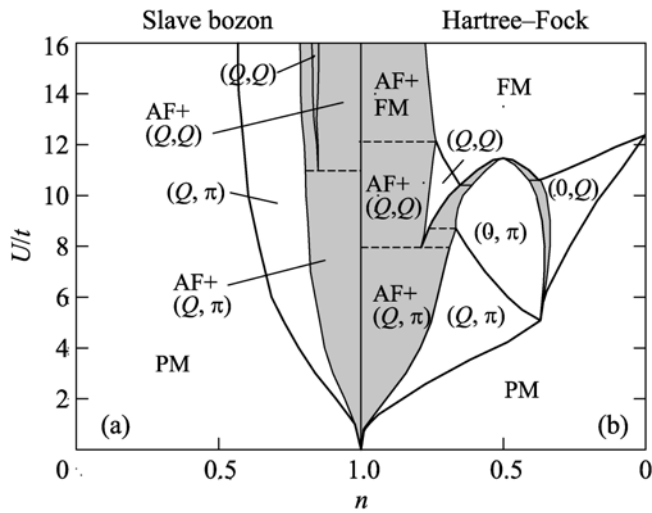 Slave bozon
Hartree–Fock
16
14
12
10
8
6
4
2
U/t
(Q,Q)
AF+
(Q,Q)
(Q, π)
AF+
(Q, π)
PM
(a)
AF+
FM
FM
(Q,Q)
AF+
(Q,Q)
(0,Q)
(0, π)
AF+
(Q, π)
(Q, π)
PM
(b)
0
0.5
1.0
0.5
0
n